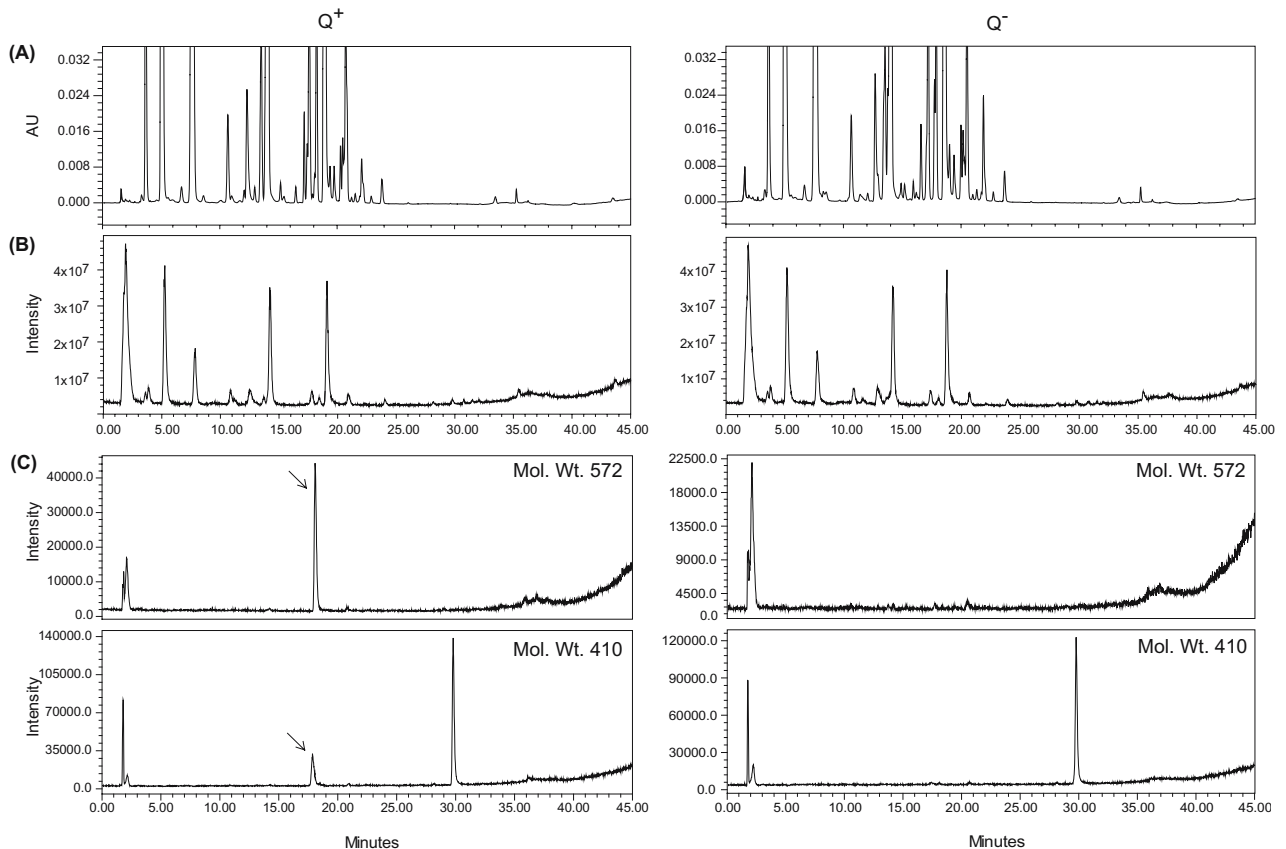 Q+ Q-
(A)
0.032 0.032
0.024 0.024
AU
0.016 0.016
0.008 0.008
0.000 0.000
(B)
4x10^7 4x10^7
3x10^7 3x10^7
Intensity
2x10^7 2x10^7
1x10^7 1x10^7
0.00 5.00 10.00 15.00 20.00 25.00 30.00 35.00 40.00 45.00 0.00 5.00 10.00 15.00 20.00 25.00 30.00 35.00 40.00 45.00
(C)
Mol. Wt. 572 Mol. Wt. 572
40000.0 22500.0
30000.0 18000.0
Intensity
20000.0 13500.0
10000.0 9000.0
0.0 4500.0
0.0
Mol. Wt. 410 Mol. Wt. 410
140000.0 120000.0
105000.0 90000.0
Intensity
70000.0 60000.0
35000.0 30000.0
0.0 0.0
0.00 5.00 10.00 15.00 20.00 25.00 30.00 35.00 40.00 45.00 0.00 5.00 10.00 15.00 20.00 25.00 30.00 35.00 40.00 45.00
Minutes Minutes